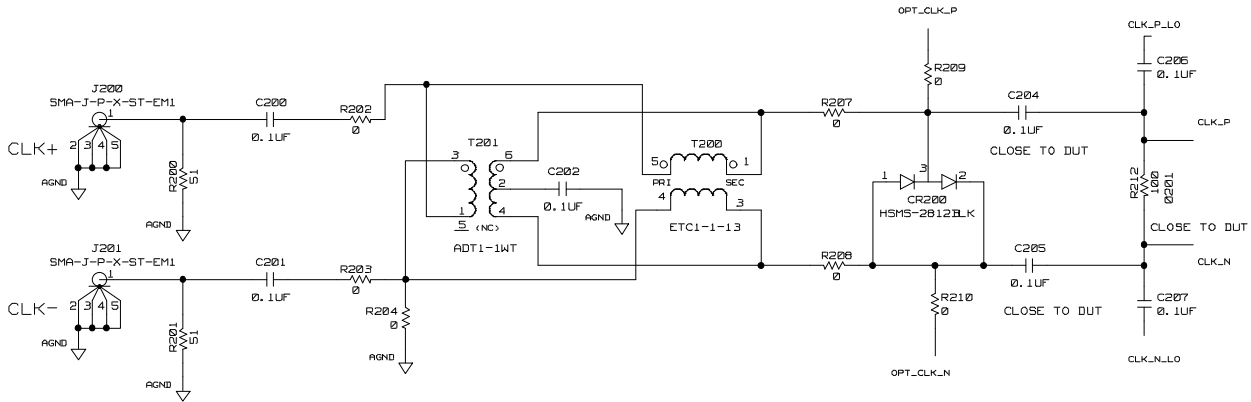 OPT_CLK_P
CLK_P_LO
J200
SMA-J-P-X-ST-EM1
1
2 3 4 5
CLK+
AGND
R200
51
AGND
C200
0.1UF
R202
0
T201
3
6
2
1
4
5 (NC)
ADT1-1WT
C202
0.1UF
AGND
T200
5
1
PRI
SEC
4
3
ETC1-1-13
R207
0
R209
0
C204
0.1UF
CLOSE TO DUT
C206
0.1UF
CLK_P
1
3
2
CR200
R212
100
0201
CLOSE TO DUT
J201
SMA-J-P-X-ST-EM1
1
2 3 4 5
CLK-
AGND
R201
51
AGND
C201
0.1UF
R203
0
R204
0
AGND
R208
0
R210
0
OPT_CLK_N
C205
0.1UF
CLOSE TO DUT
CLK_N
C207
0.1UF
CLK_N_LO